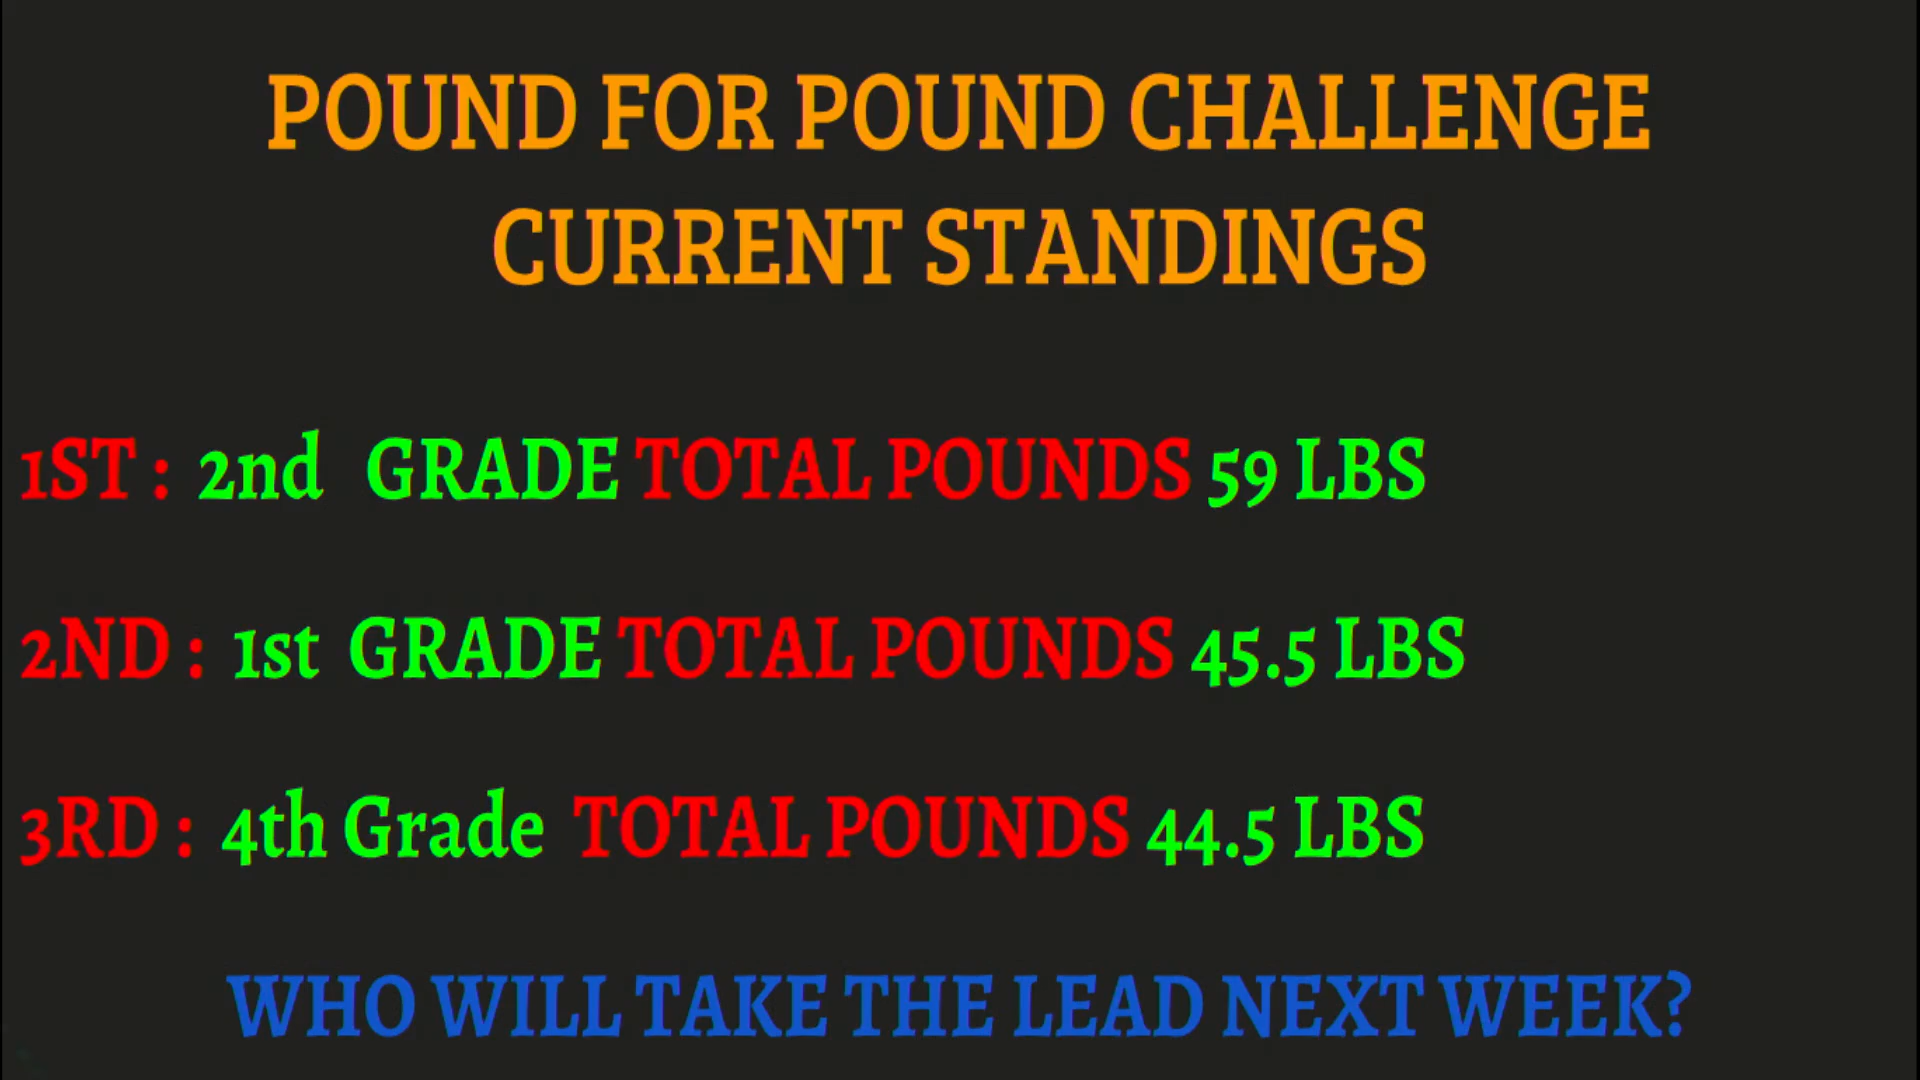 POUND FOR POUND CHALLENGE
CURRENT STANDINGS
1ST : 2nd GRADE TOTAL POUNDS 59 LBS
2ND : 1st GRADE TOTAL POUNDS 45.5 LBS
3RD : 4th Grade TOTAL POUNDS 44.5 LBS
WHO WILL TAKE THE LEAD NEXT WEEK?